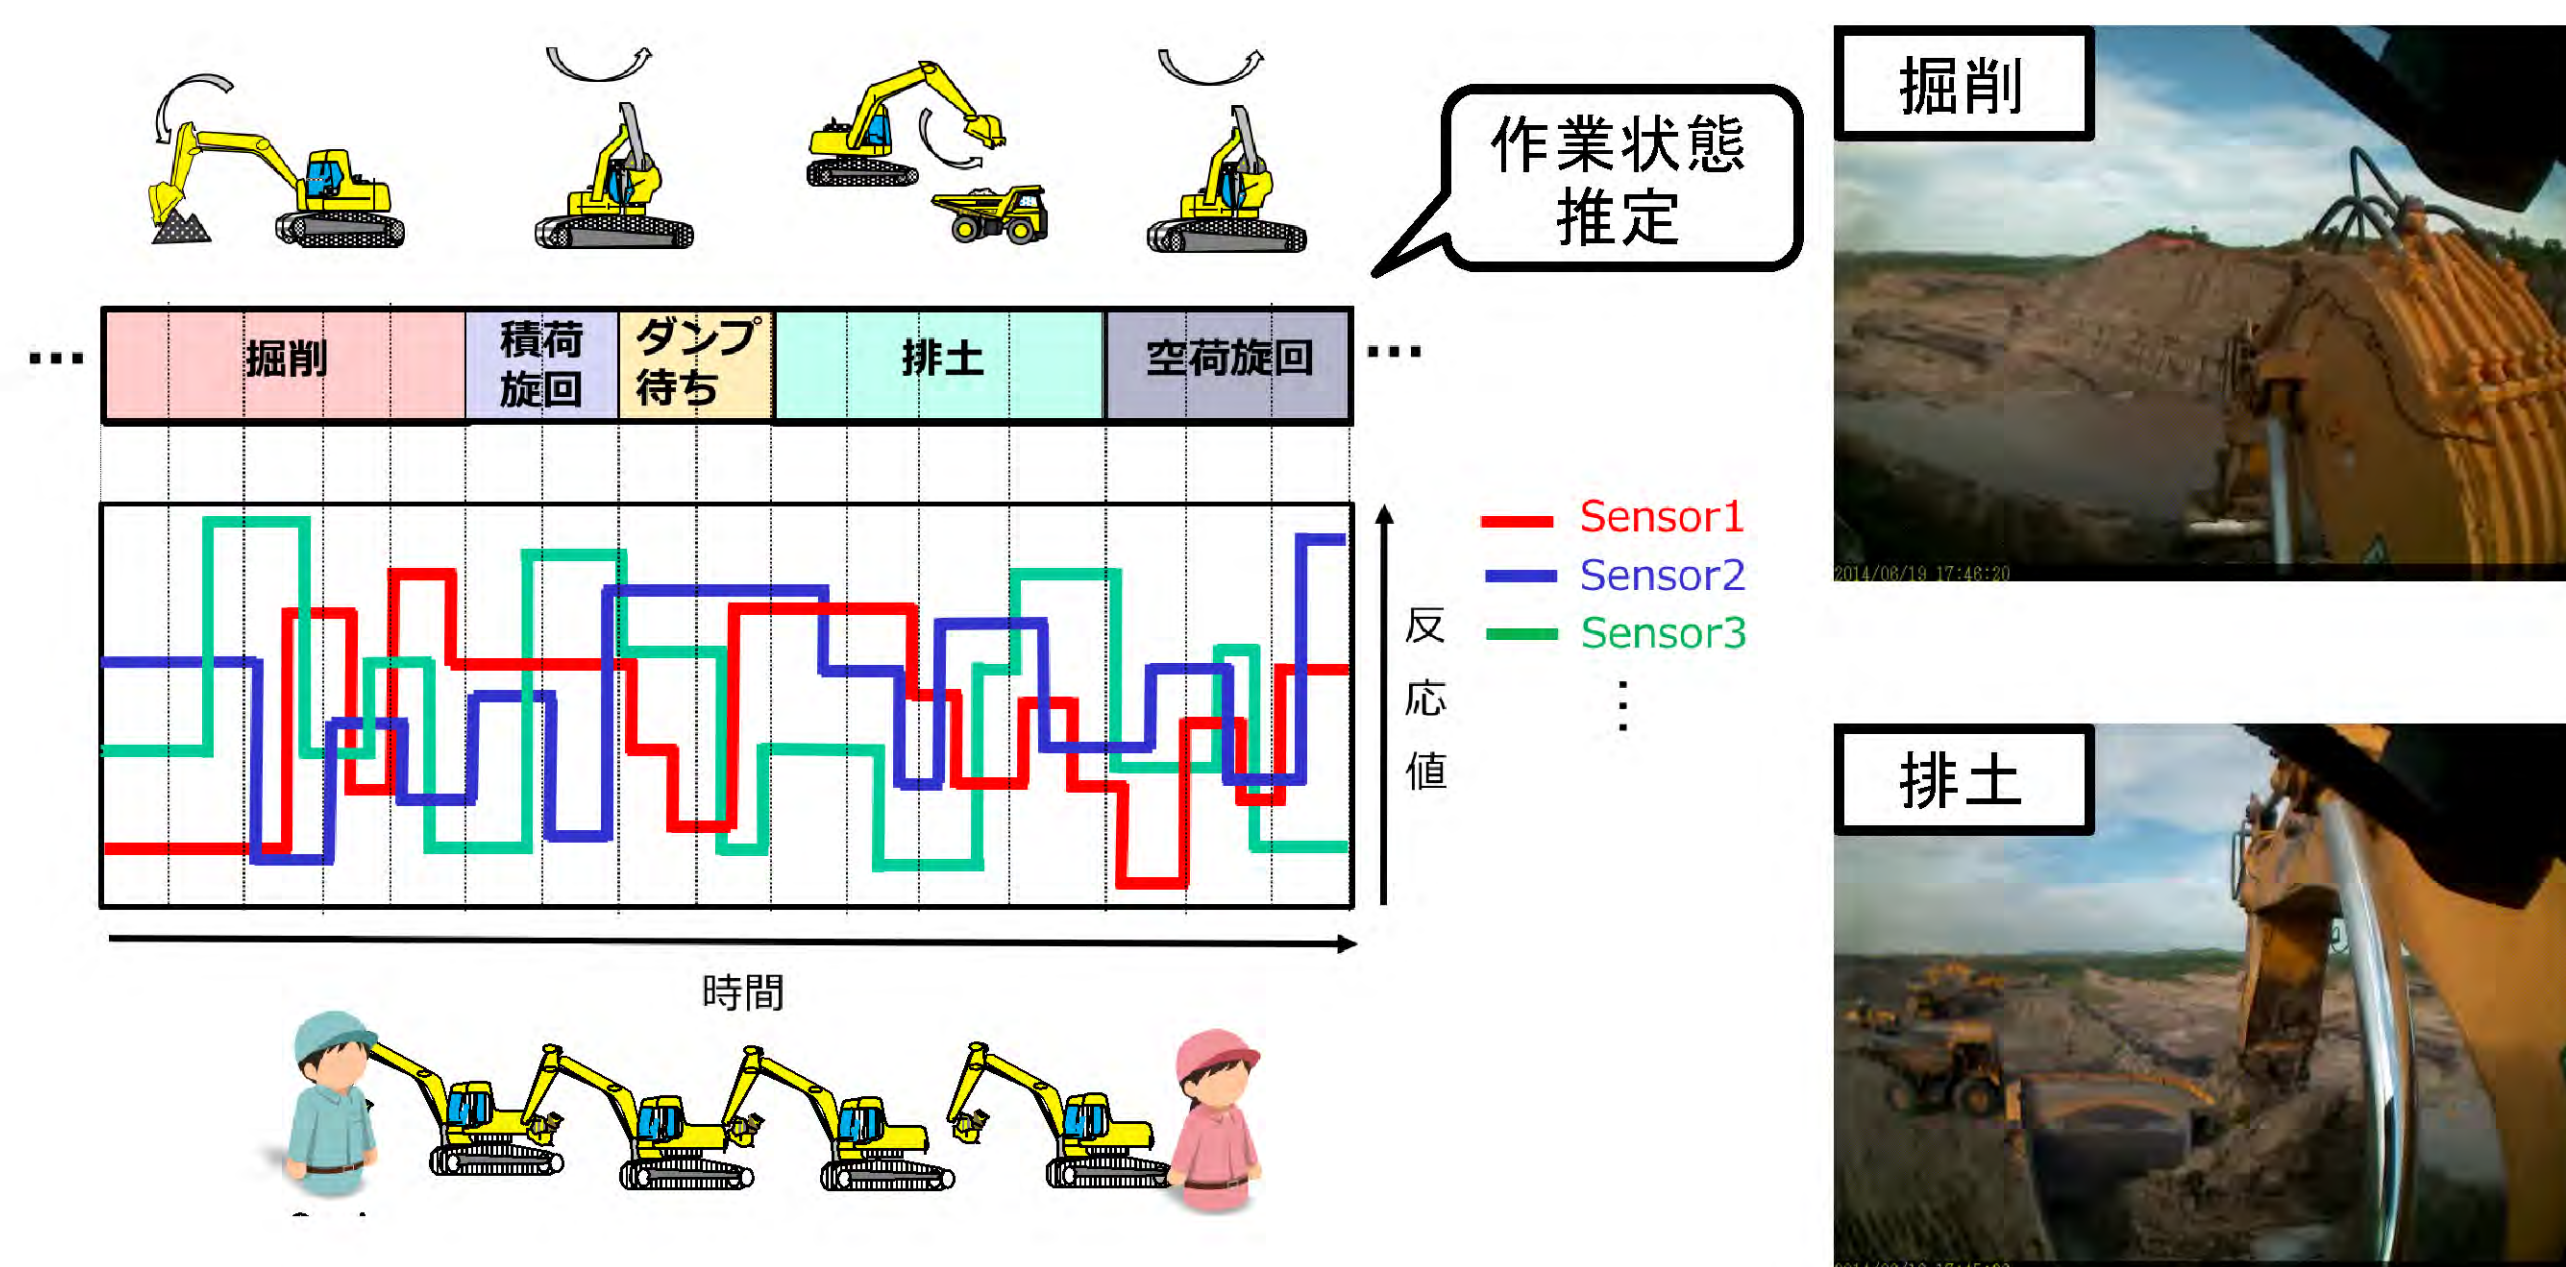 作業状態
推定
掘削
…
掘削
積荷
旋回
ダンプ
待ち
排土
空荷旋回
…
Sensor1
Sensor2
Sensor3
⋮
反
応
値
時間
2014/06/19 17:46:20
排土